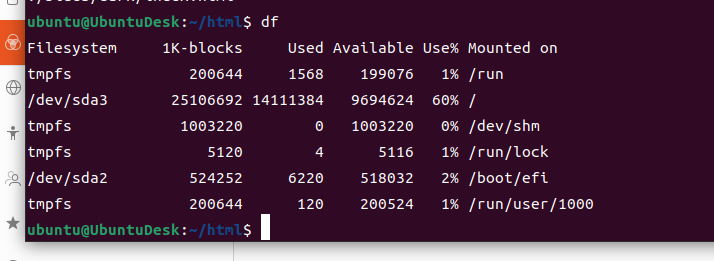 ubuntu@UbuntuDesk:~/html$ df
Filesystem     1K-blocks     Used Available Use% Mounted on
tmpfs             200644     1568    199076   1% /run
/dev/sda3       25106692 14111384   9694624  60% /
tmpfs            1003220        0   1003220   0% /dev/shm
tmpfs               5120        4      5116   1% /run/lock
/dev/sda2         524252     6220    518032   2% /boot/efi
tmpfs             200644      120    200524   1% /run/user/1000
ubuntu@UbuntuDesk:~/html$